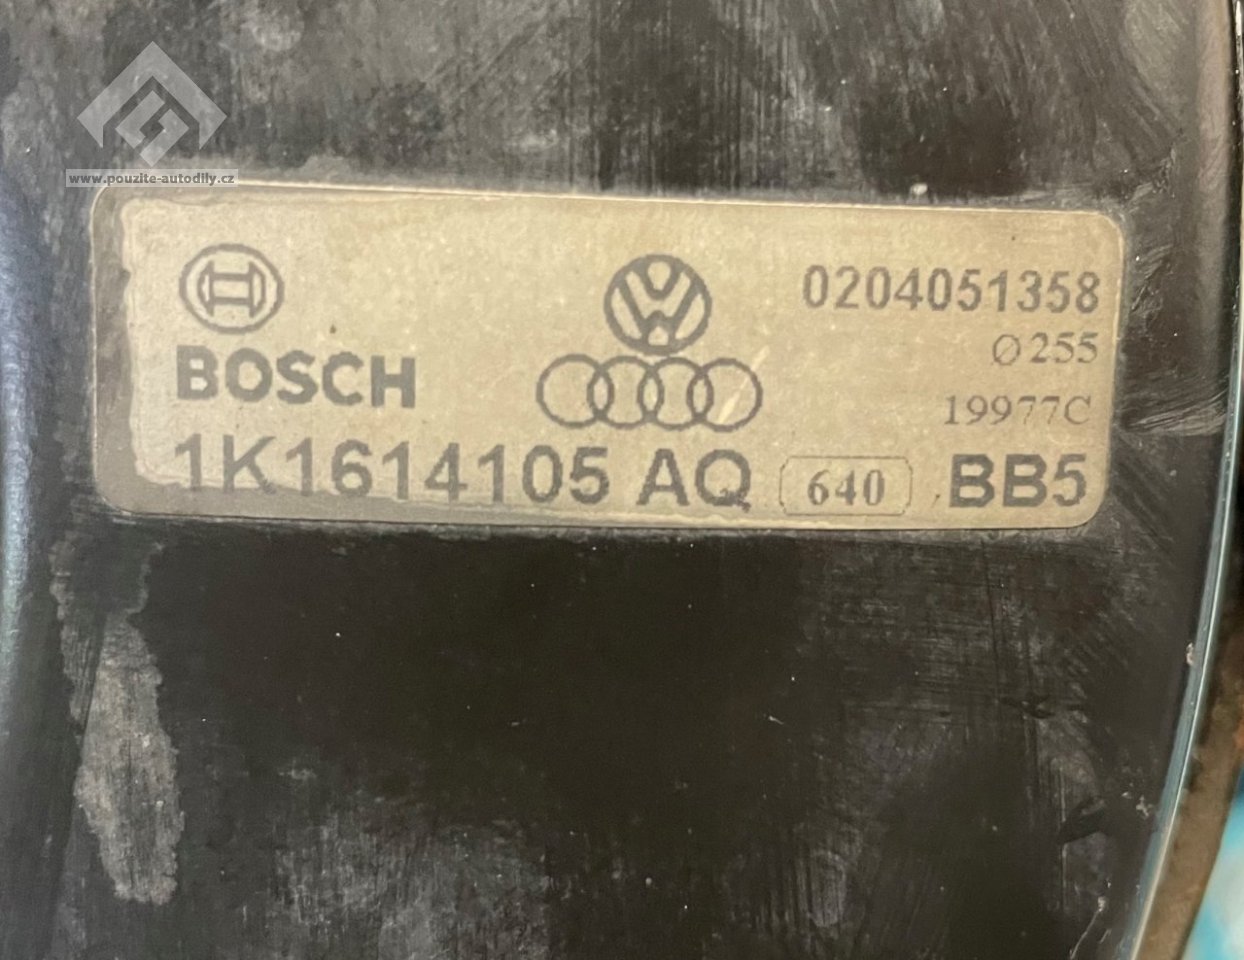 www.pouzite-autodily.cz
0204051358
BOSCH
Ø255
19977C
1K1614105 AQ 640 BB5